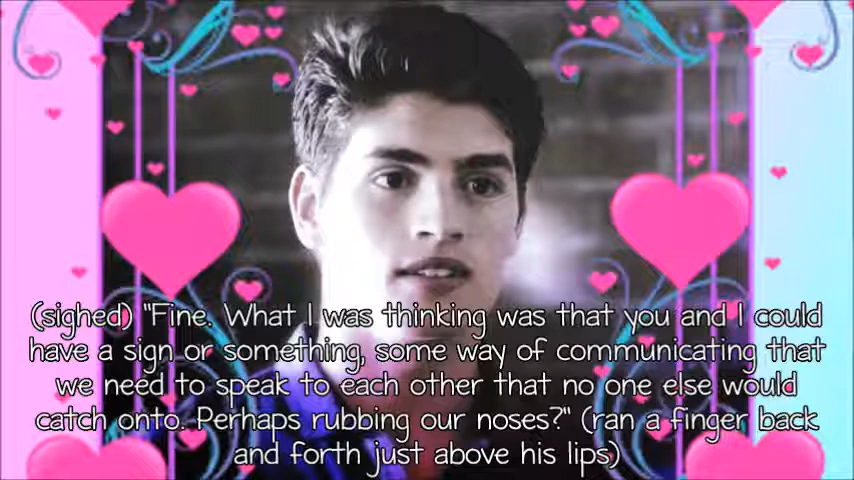 (sighed) "Fine. What I was thinking was that you and I could
have a sign or something, some way of communicating that
we need to speak to each other that no one else would
catch onto. Perhaps rubbing our noses?" (ran a finger back
and forth just above his lips)